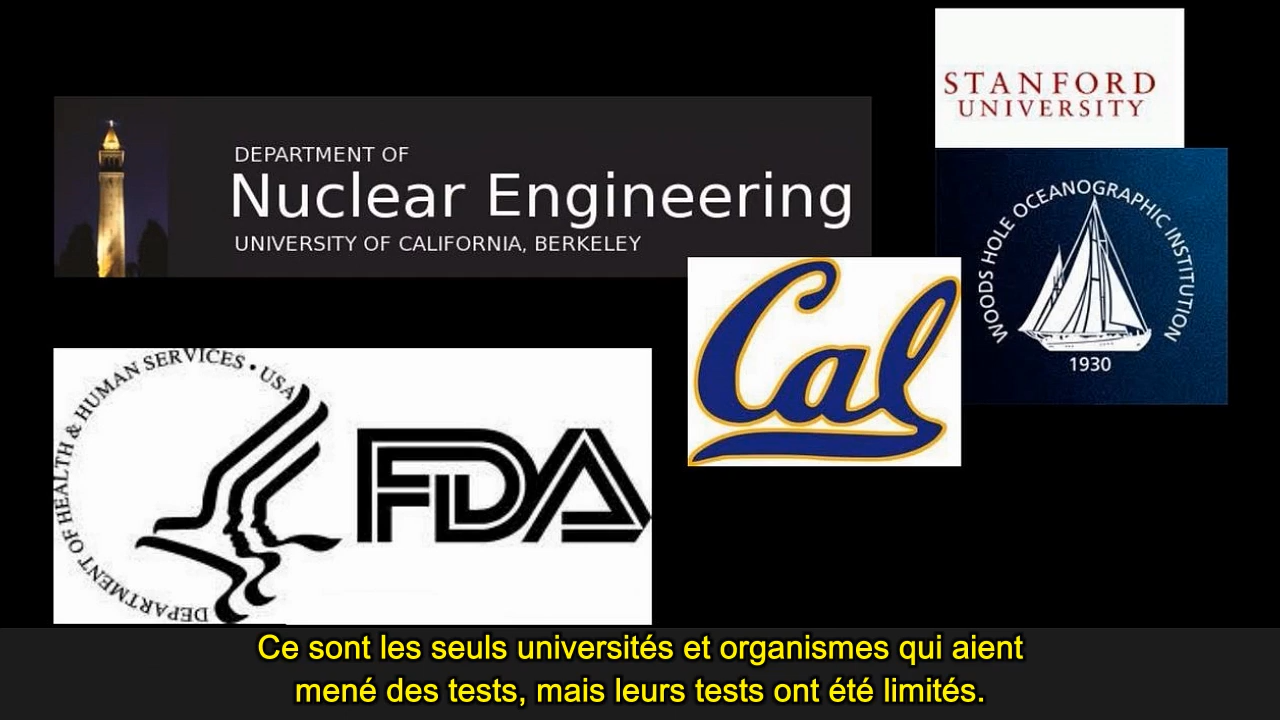 STANFORD
UNIVERSITY
DEPARTMENT OF
Nuclear Engineering
UNIVERSITY OF CALIFORNIA, BERKELEY
WOODS HOLE OCEANOGRAPHIC INSTITUTION
1930
Cal
DEPARTMENT OF HEALTH & HUMAN SERVICES • USA
FDA
Ce sont les seuls universités et organismes qui aient
mené des tests, mais leurs tests ont été limités.